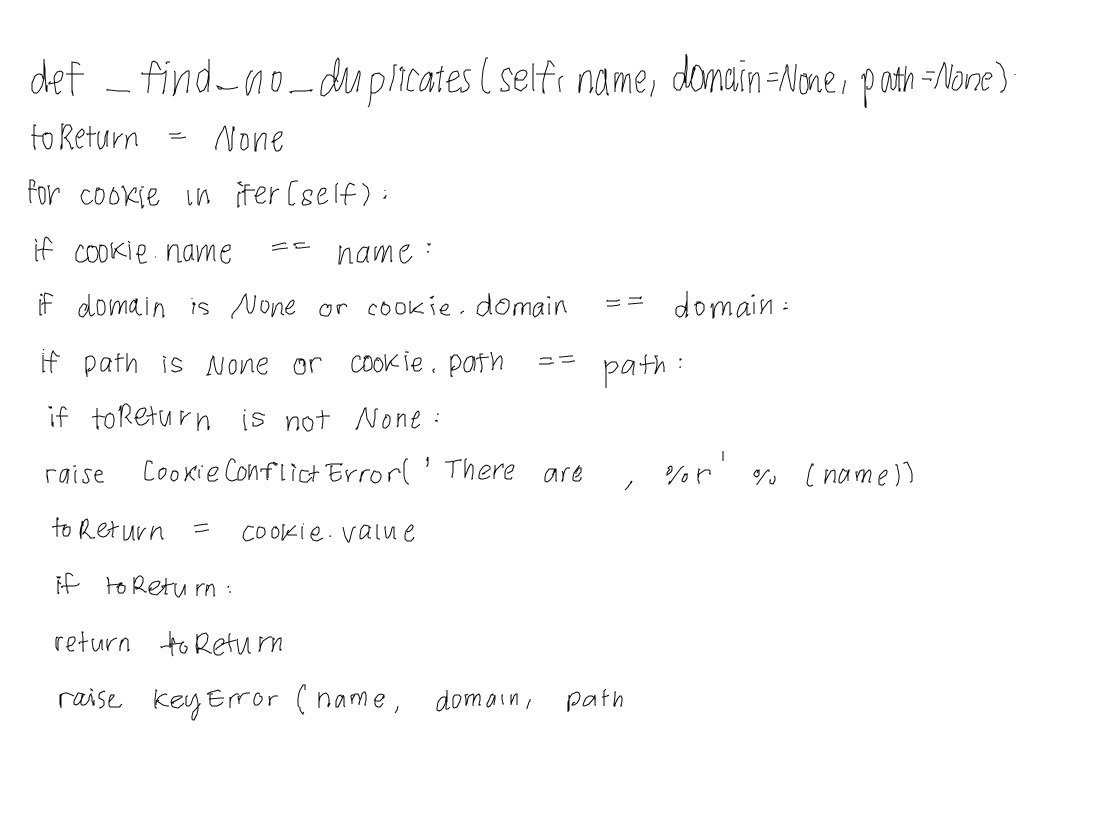 def _find_no_duplicates(self, name, domain=None, path=None)
toReturn = None
for cookie in iter(self):
if cookie.name == name:
if domain is None or cookie.domain == domain:
if path is None or cookie.path == path:
if toReturn is not None:
raise CookieConflictError('There are , %r' % (name))
toReturn = cookie.value
if toReturn:
return toReturn
raise keyError (name, domain, path